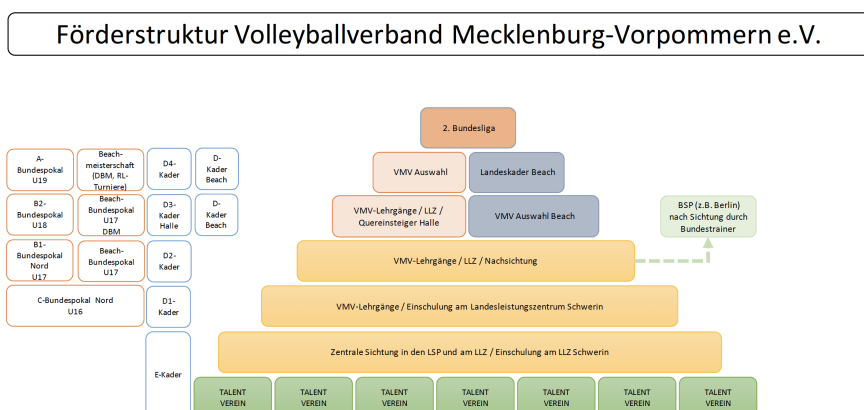 Förderstruktur Volleyballverband Mecklenburg-Vorpommern e.V.
2. Bundesliga
A-
Bundespokal
U19
Beach-
meisterschaft
(DBM, RL-
Turniere)
D4-
Kader
D-
Kader
Beach
VMV Auswahl
Landeskader Beach
B2-
Bundespokal
U18
Beach-
Bundespokal
U17
DBM
D3-
Kader
Halle
D-
Kader
Beach
VMV-Lehrgänge / LLZ /
Quereinsteiger Halle
VMV Auswahl Beach
BSP (z.B. Berlin)
nach Sichtung durch
Bundestrainer
B1-
Bundespokal
Nord
U17
Beach-
Bundespokal
U17
D2-
Kader
VMV-Lehrgänge / LLZ / Nachsichtung
C-Bundespokal Nord
U16
D1-
Kader
VMV-Lehrgänge / Einschulung am Landesleistungszentrum Schwerin
E-Kader
Zentrale Sichtung in den LSP und am LLZ / Einschulung am LLZ Schwerin
TALENT
VEREIN
TALENT
VEREIN
TALENT
VEREIN
TALENT
VEREIN
TALENT
VEREIN
TALENT
VEREIN
TALENT
VEREIN